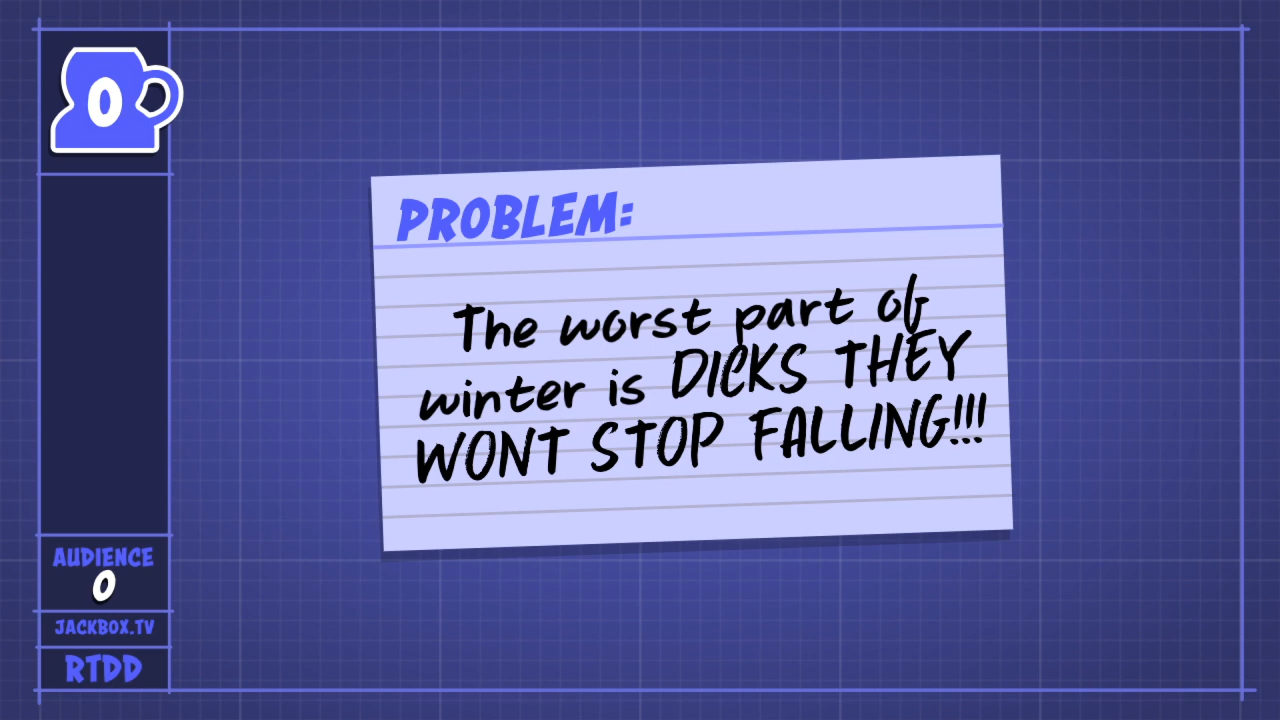 0
PROBLEM:
The worst part of
winter is DICKS THEY
WONT STOP FALLING!!!
AUDIENCE
0
JACKBOX.TV
RTDD